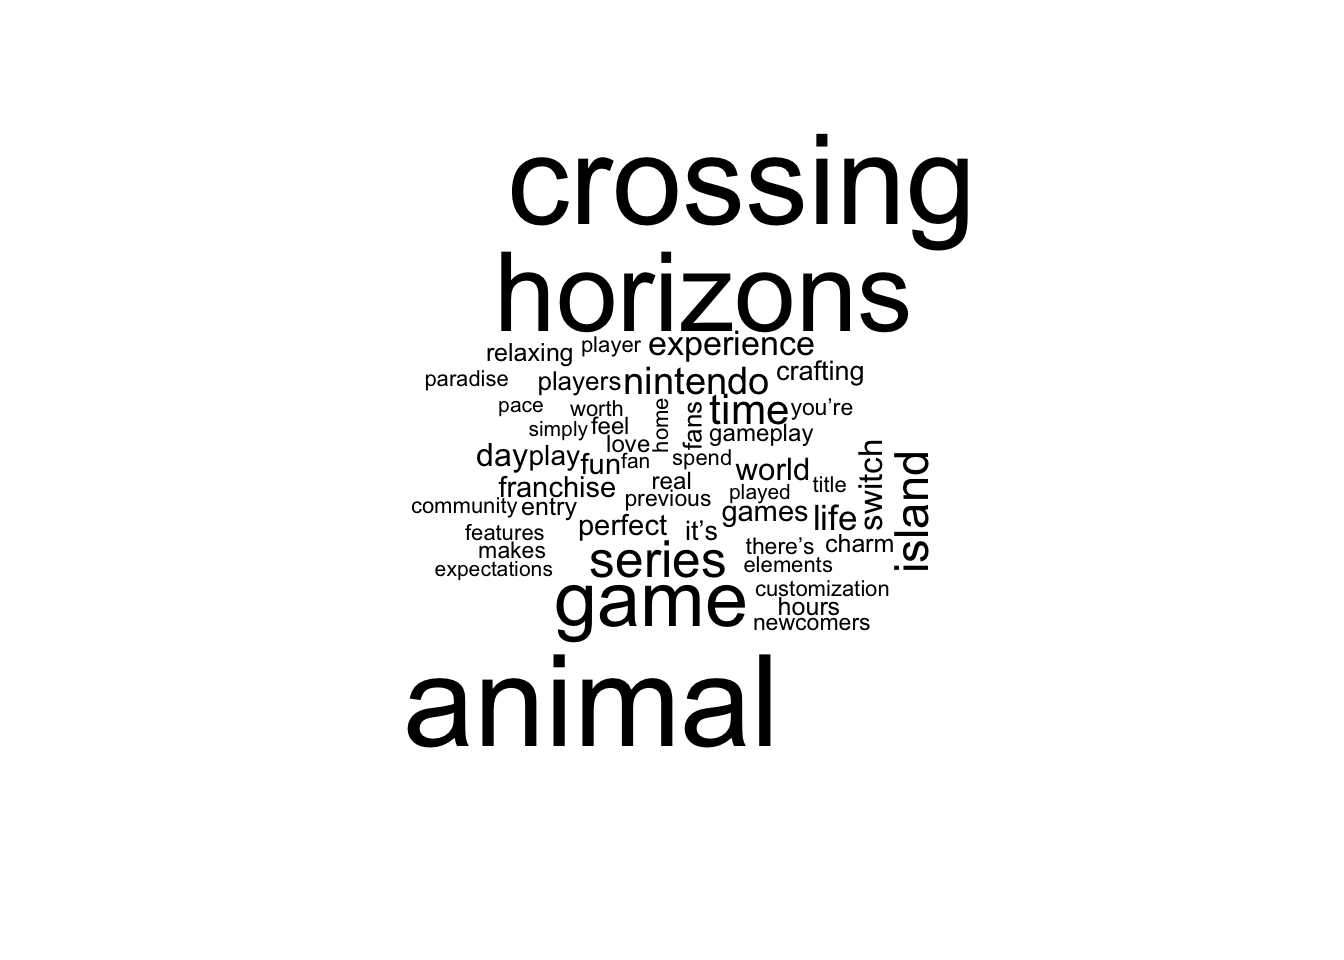 crossing
horizons
relaxing player experience
paradise players nintendo crafting
pace worth home fans time you’re
simply feel love gameplay
day play fun fan spend world switch island
franchise real previous played title
community entry perfect it’s games life
features makes series there’s charm
expectations elements
game customization
hours
newcomers
animal